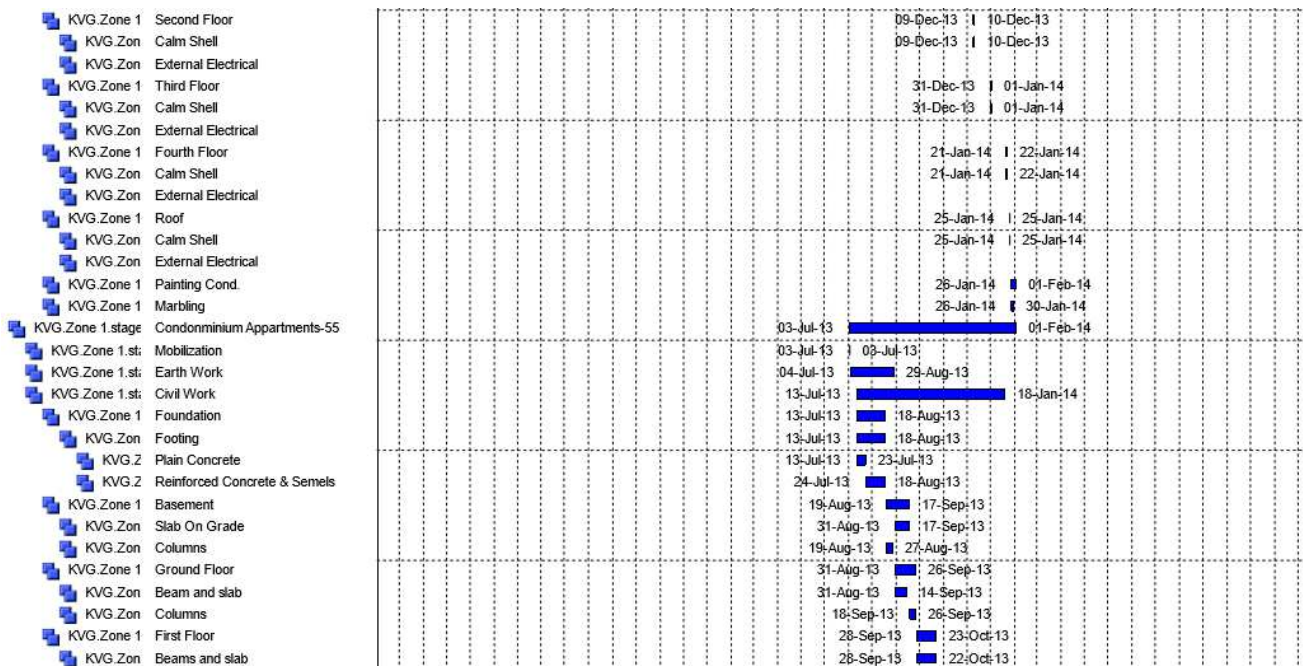 KVG.Zone 1 Second Floor 09-Dec-13 10-Dec-13
KVG.Zon Calm Shell 09-Dec-13 10-Dec-13
KVG.Zon External Electrical
KVG.Zone 1 Third Floor 31-Dec-13 01-Jan-14
KVG.Zon Calm Shell 31-Dec-13 01-Jan-14
KVG.Zon External Electrical
KVG.Zone 1 Fourth Floor 21-Jan-14 22-Jan-14
KVG.Zon Calm Shell 21-Jan-14 22-Jan-14
KVG.Zon External Electrical
KVG.Zone 1 Roof 25-Jan-14 25-Jan-14
KVG.Zon Calm Shell 25-Jan-14 25-Jan-14
KVG.Zon External Electrical
KVG.Zone 1 Painting Cond. 26-Jan-14 01-Feb-14
KVG.Zone 1 Marbling 26-Jan-14 30-Jan-14
KVG.Zone 1.stage Condonminium Appartments-55 03-Jul-13 01-Feb-14
KVG.Zone 1.sta Mobilization 03-Jul-13 03-Jul-13
KVG.Zone 1.sta Earth Work 04-Jul-13 29-Aug-13
KVG.Zone 1.sta Civil Work 13-Jul-13 18-Jan-14
KVG.Zone 1 Foundation 13-Jul-13 18-Aug-13
KVG.Zon Footing 13-Jul-13 18-Aug-13
KVG.Z Plain Concrete 13-Jul-13 23-Jul-13
KVG.Z Reinforced Concrete & Semels 24-Jul-13 18-Aug-13
KVG.Zone 1 Basement 19-Aug-13 17-Sep-13
KVG.Zon Slab On Grade 31-Aug-13 17-Sep-13
KVG.Zon Columns 19-Aug-13 27-Aug-13
KVG.Zone 1 Ground Floor 31-Aug-13 26-Sep-13
KVG.Zon Beam and slab 31-Aug-13 14-Sep-13
KVG.Zon Columns 18-Sep-13 26-Sep-13
KVG.Zone 1 First Floor 28-Sep-13 23-Oct-13
KVG.Zon Beams and slab 28-Sep-13 22-Oct-13